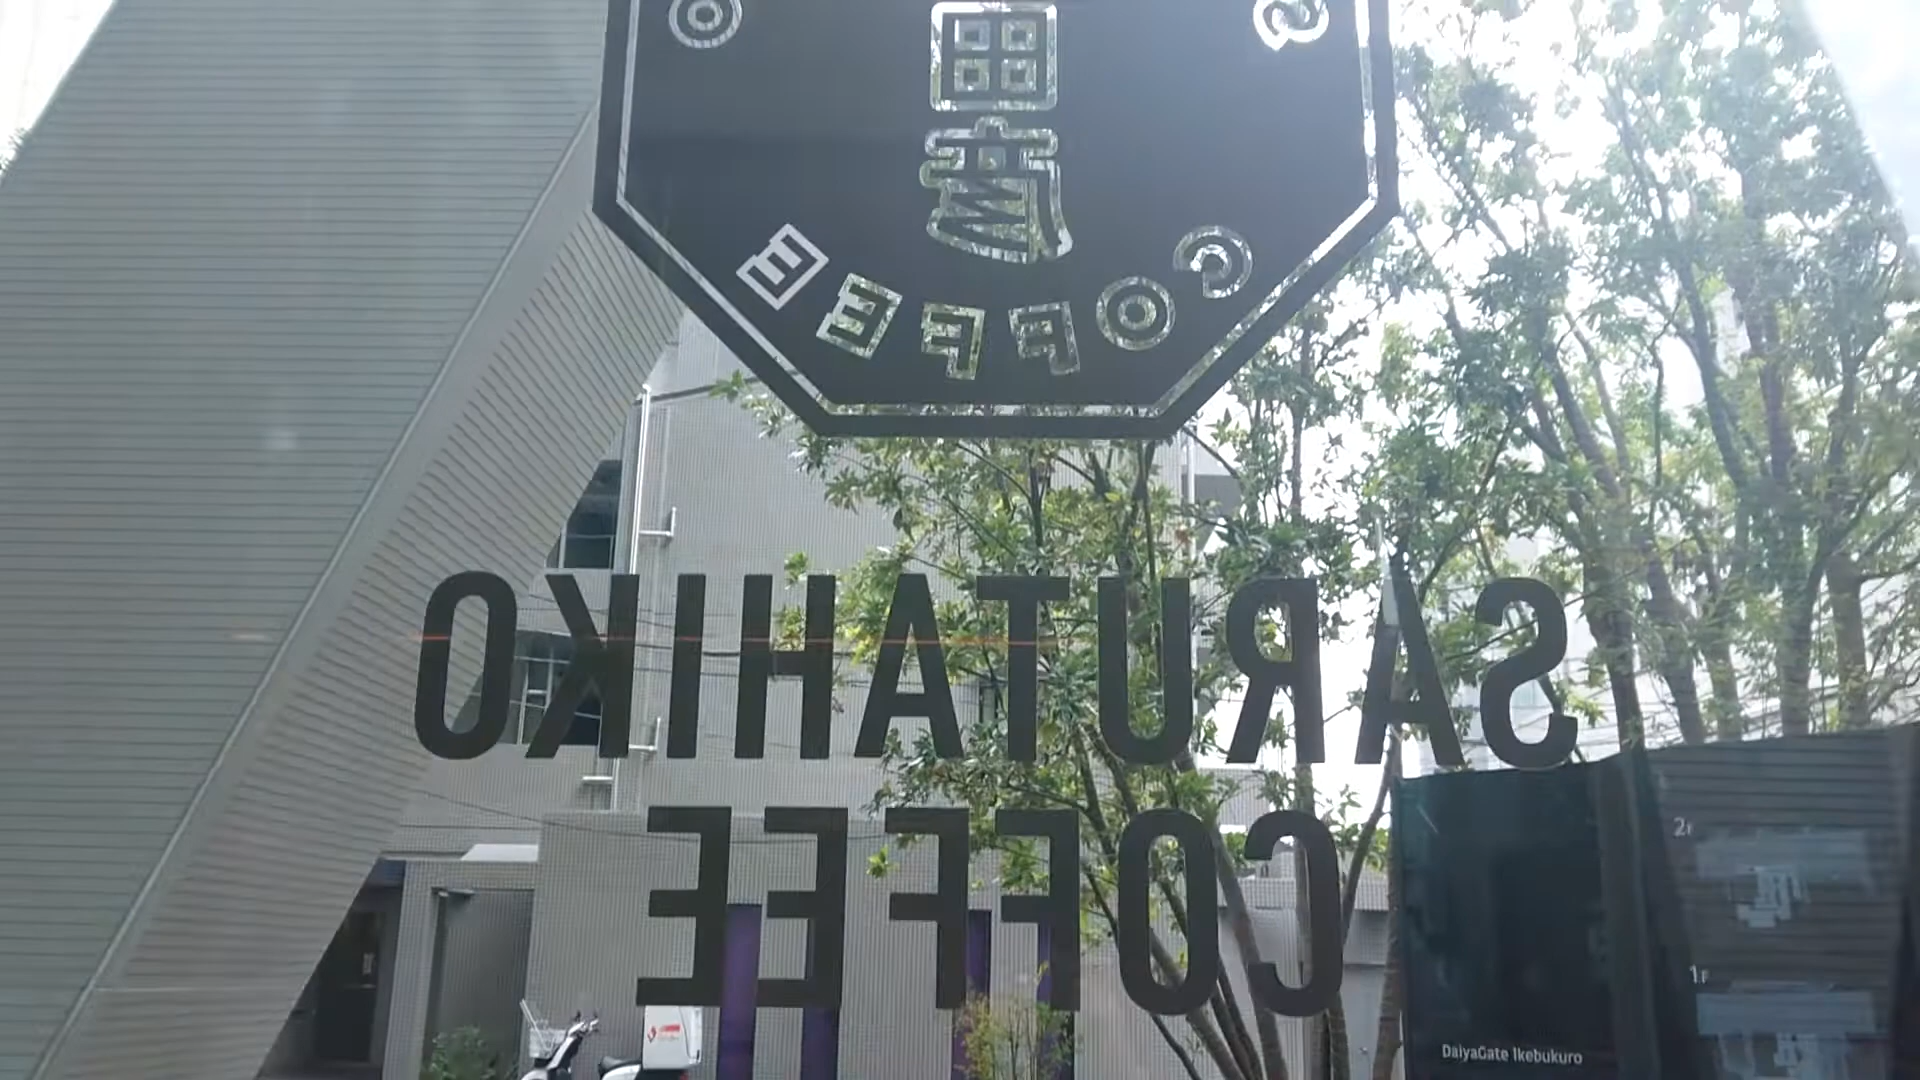 COFFEE
SARUTAHIKO
COFFEE
2F
1F
DaiyaGate Ikebukuro